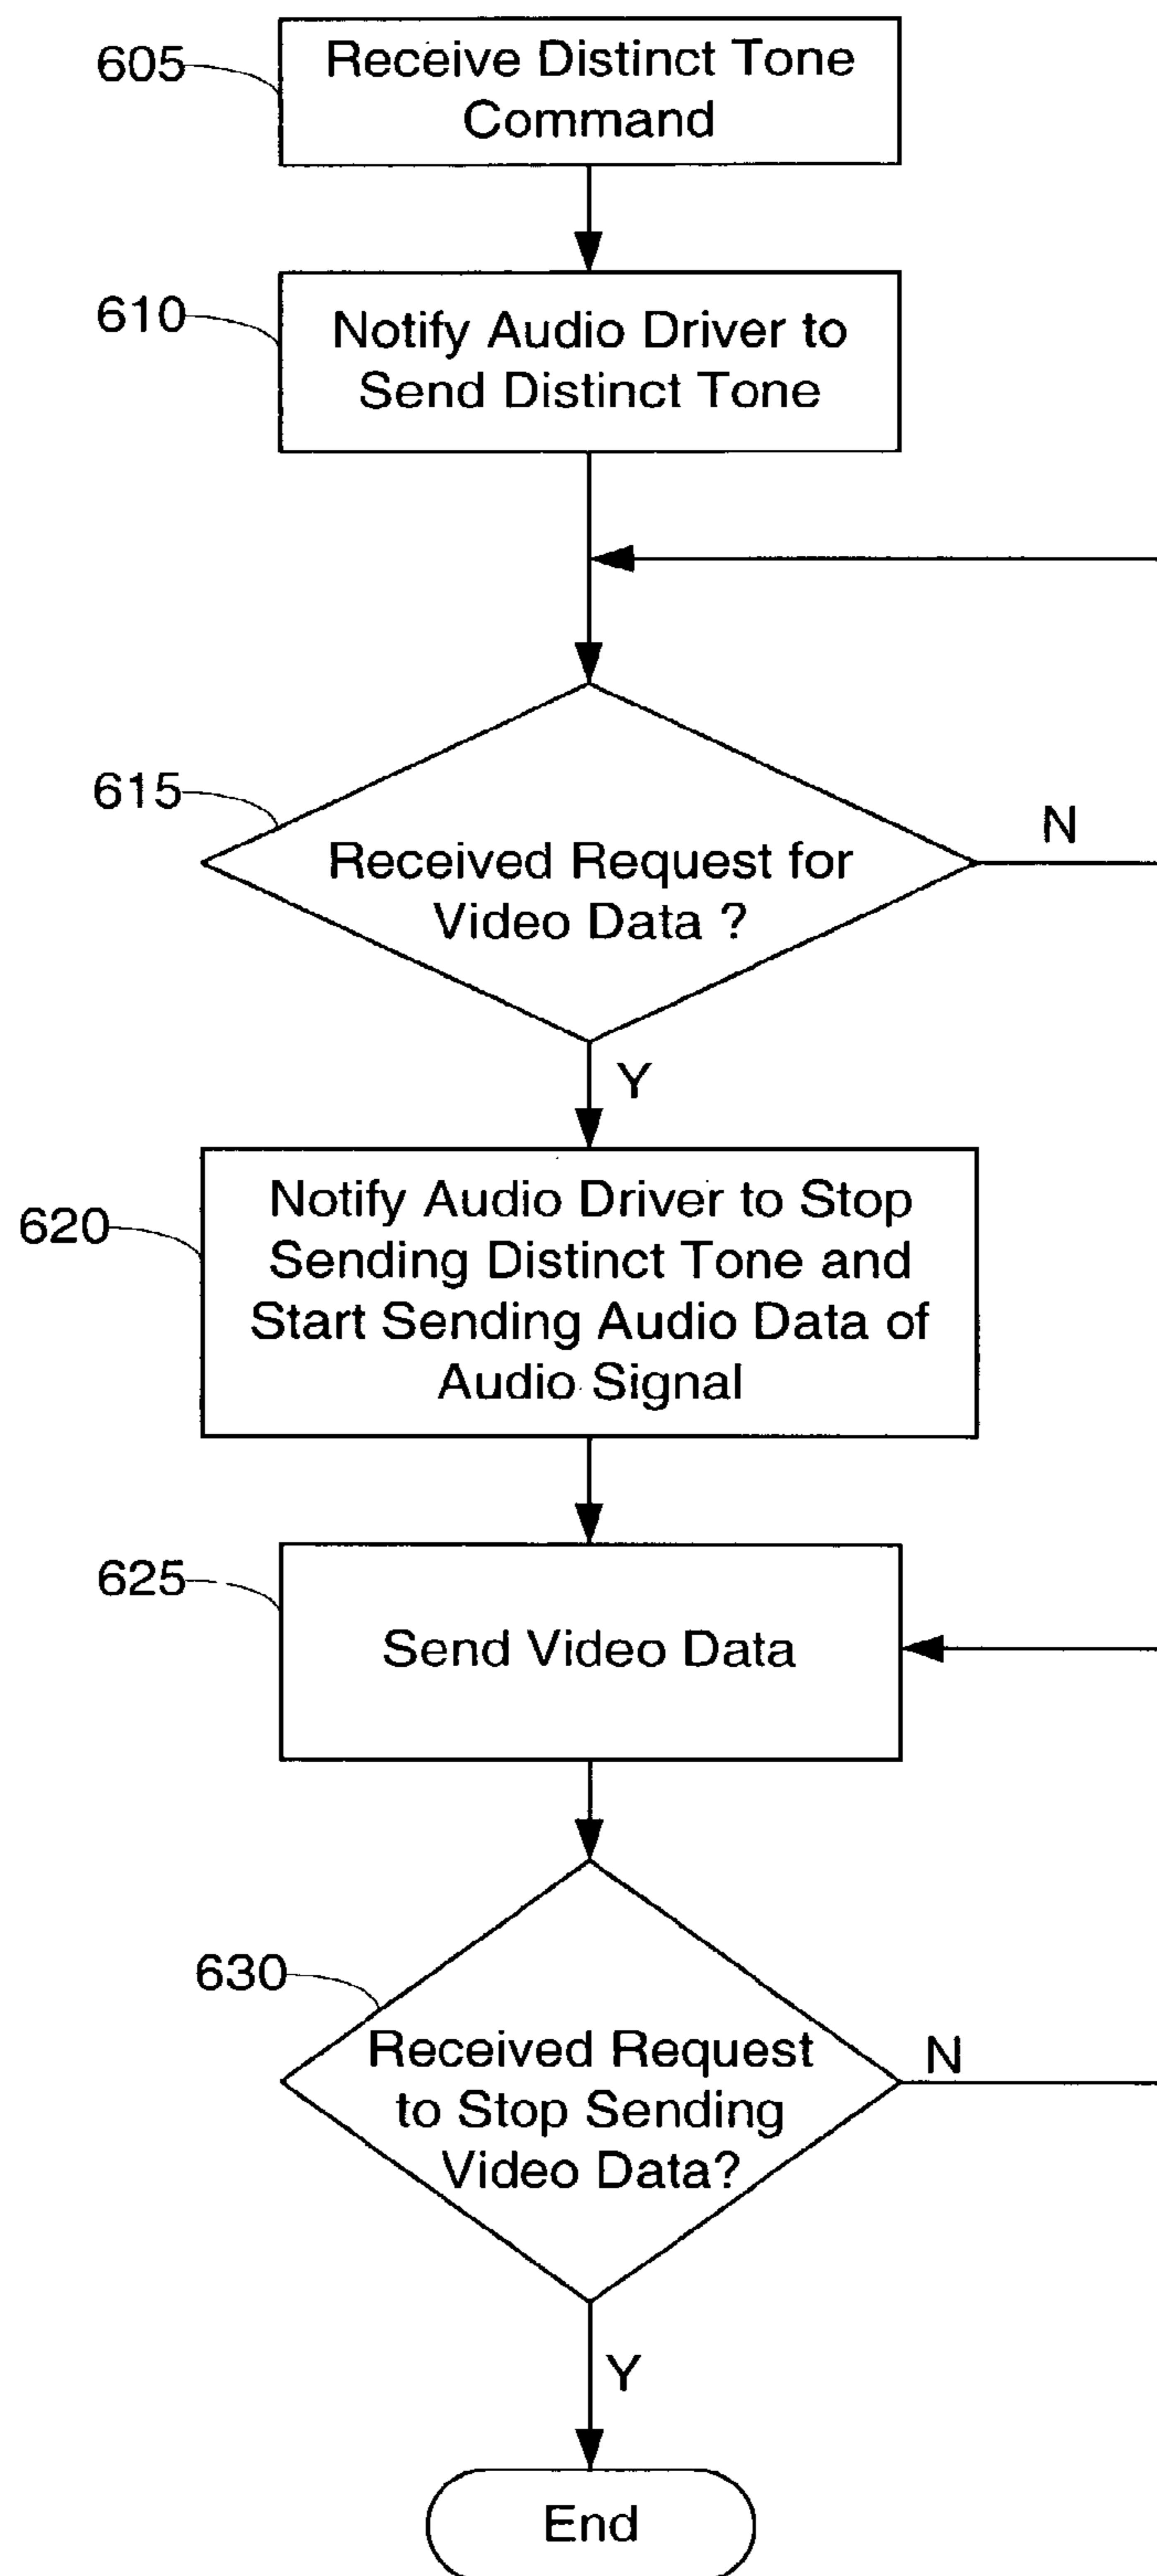 605
Receive Distinct Tone
Command
610
Notify Audio Driver to
Send Distinct Tone
615
Received Request for
Video Data ?
N
Y
620
Notify Audio Driver to Stop
Sending Distinct Tone and
Start Sending Audio Data of
Audio Signal
625
Send Video Data
630
Received Request
to Stop Sending
Video Data?
N
Y
End